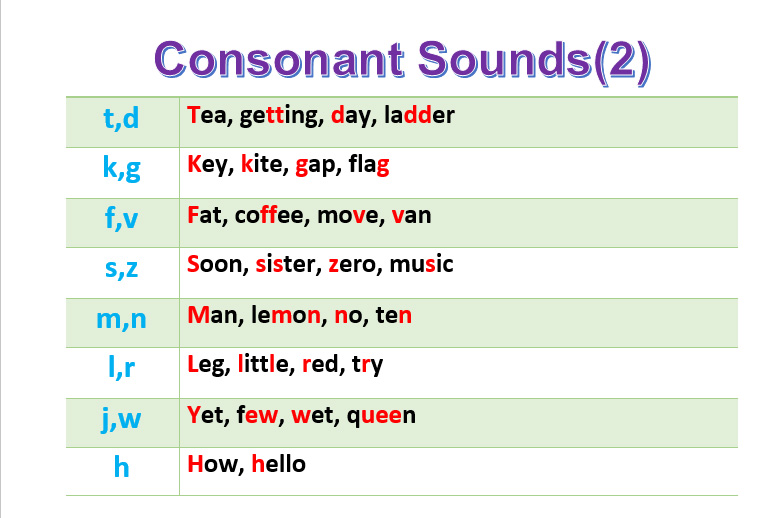 Consonant Sounds(2)
t,d Tea, getting, day, ladder
k,g Key, kite, gap, flag
f,v Fat, coffee, move, van
s,z Soon, sister, zero, music
m,n Man, lemon, no, ten
l,r Leg, little, red, try
j,w Yet, few, wet, queen
h How, hello